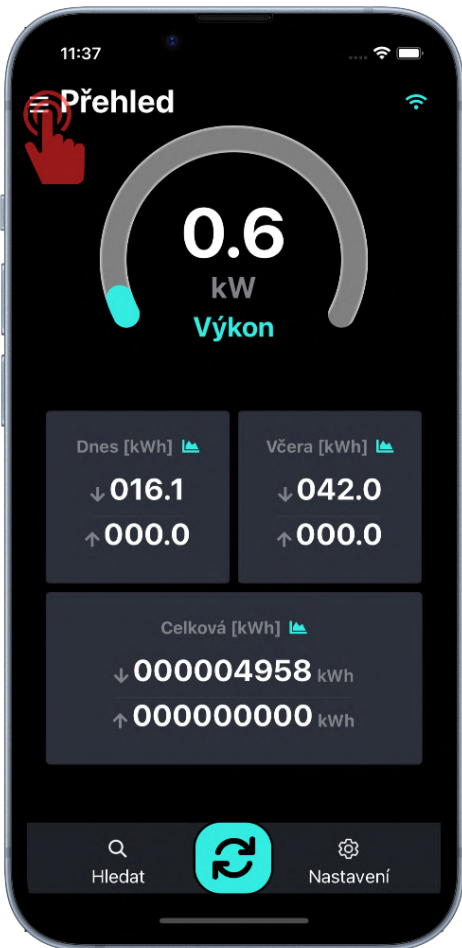 11:37
Přehled
0.6
kW
Výkon
Dnes [kWh]
↓016.1
↑000.0
Včera [kWh]
↓042.0
↑000.0
Celková [kWh]
↓000004958 kWh
↑000000000 kWh
Hledat
Nastavení